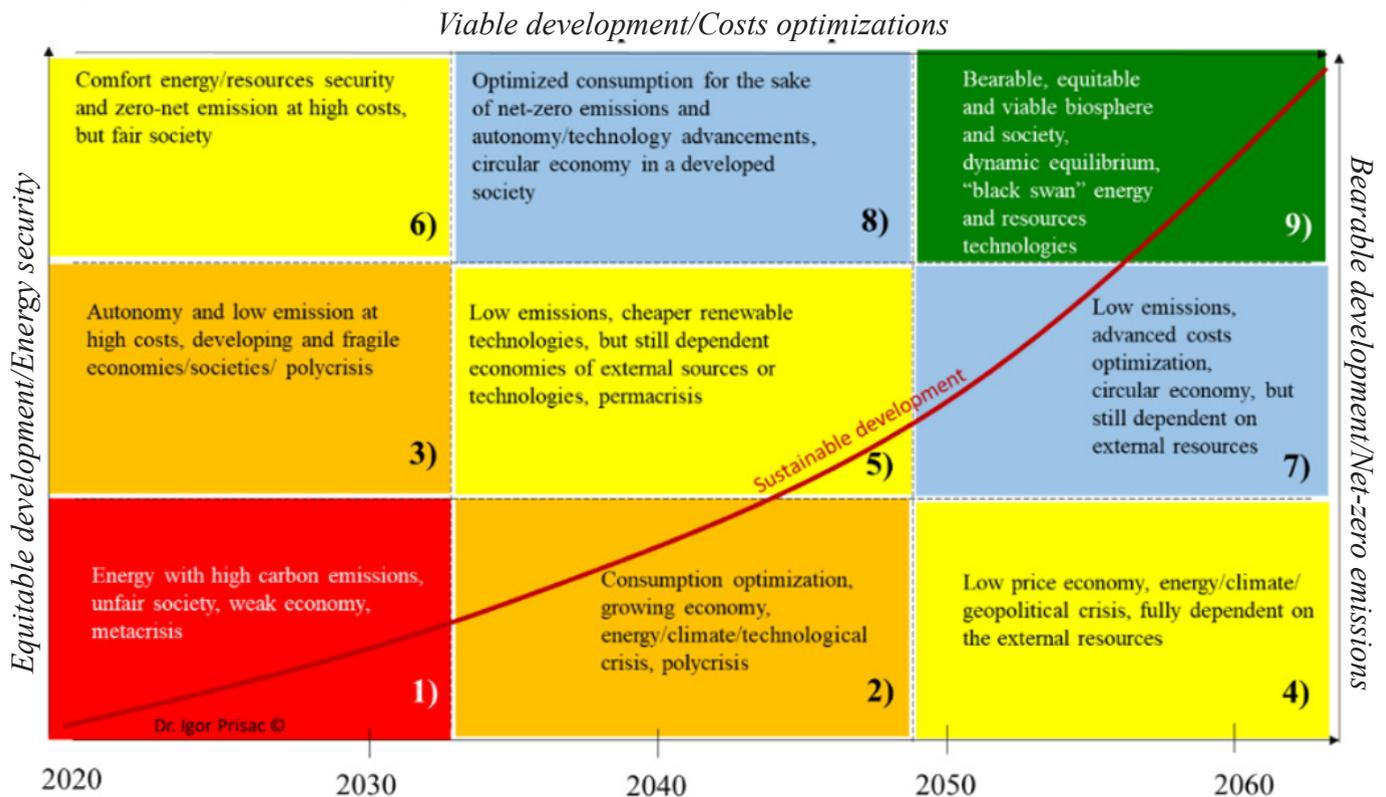 Viable development/Costs optimizations
Equitable development/Energy security
Comfort energy/resources security
and zero-net emission at high costs,
but fair society
6)
Optimized consumption for the sake
of net-zero emissions and
autonomy/technology advancements,
circular economy in a developed
society
8)
Bearable, equitable
and viable biosphere
and society,
dynamic equilibrium,
“black swan” energy
and resources
technologies
9)
Autonomy and low emission at
high costs, developing and fragile
economies/societies/ polycrisis
3)
Low emissions, cheaper renewable
technologies, but still dependent
economies of external sources or
technologies, permacrisis
5)
Sustainable development
Low emissions,
advanced costs
optimization,
circular economy, but
still dependent on
external resources
7)
Energy with high carbon emissions,
unfair society, weak economy,
metacrisis
1)
Dr. Igor Prisac ©
Consumption optimization,
growing economy,
energy/climate/technological
crisis, polycrisis
2)
Low price economy, energy/climate/
geopolitical crisis, fully dependent on
the external resources
4)
Bearable development/Net-zero emissions
2020 2030 2040 2050 2060